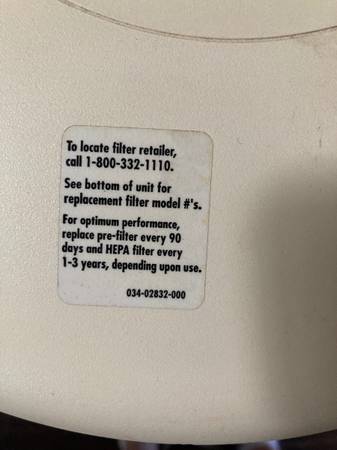 To locate filter retailer,
call 1-800-332-1110.
See bottom of unit for
replacement filter model #'s.
For optimum performance,
replace pre-filter every 90
days and HEPA filter every
1-3 years, depending upon use.
034-02832-000